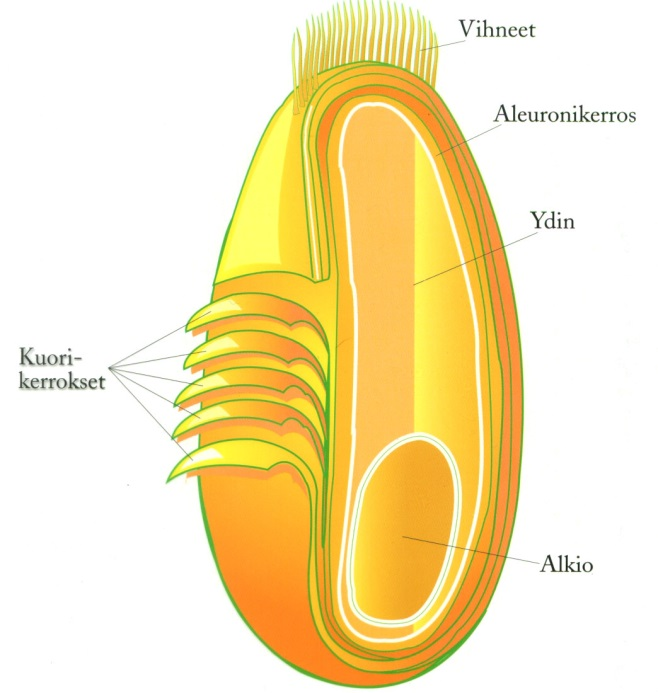 Vihneet
Aleuronikerros
Ydin
Kuori-
kerrokset
Alkio